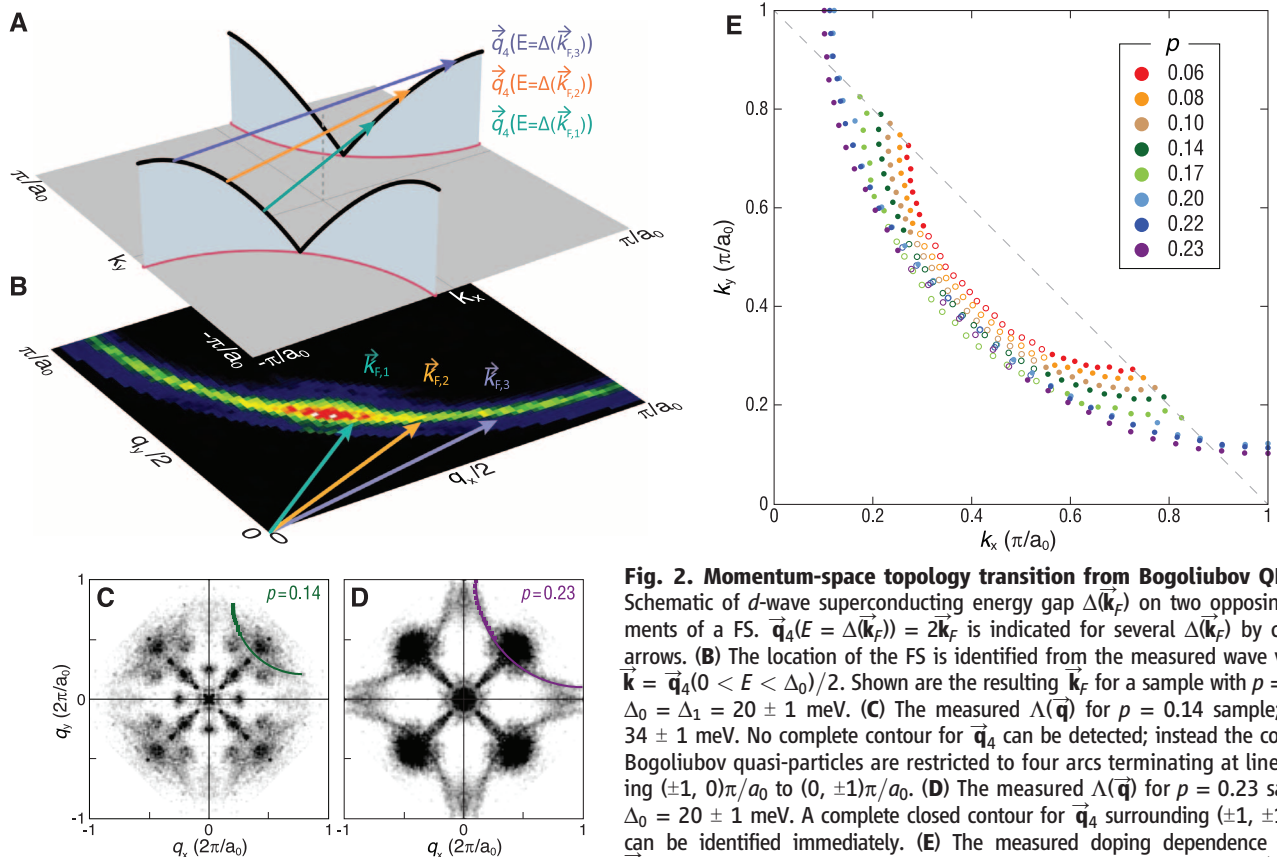 A
q⃗₄(E=Δ(k⃗F,3))
q⃗₄(E=Δ(k⃗F,2))
q⃗₄(E=Δ(k⃗F,1))
π/a₀
k_y
π/a₀
k_x
-π/a₀
-π/a₀
B
π/a₀
k⃗F,1
k⃗F,2
k⃗F,3
π/a₀
q_y/2
q_x/2
0
0
C
p=0.14
1
0
-1
q_y (2π/a₀)
-1
0
1
q_x (2π/a₀)
D
p=0.23
-1
0
1
q_x (2π/a₀)
E
1
0.8
0.6
0.4
0.2
0
k_y (π/a₀)
0.2
0.4
0.6
0.8
1
k_x (π/a₀)
p
0.06
0.08
0.10
0.14
0.17
0.20
0.22
0.23
Fig. 2. Momentum-space topology transition from Bogoliubov
Schematic of d-wave superconducting energy gap Δ(k⃗F) on two opposin
ments of a FS. q⃗₄(E = Δ(k⃗F)) = 2k⃗F is indicated for several Δ(k⃗F) by
arrows. (B) The location of the FS is identified from the measured wave
k⃗ = q⃗₄(0 < E < Δ₀)/2. Shown are the resulting k⃗F for a sample with p =
Δ₀ = Δ₁ = 20 ± 1 meV. (C) The measured Λ(q⃗) for p = 0.14 sample;
34 ± 1 meV. No complete contour for q⃗₄ can be detected; instead the
Bogoliubov quasi-particles are restricted to four arcs terminating at line
ing (±1, 0)π/a₀ to (0, ±1)π/a₀. (D) The measured Λ(q⃗) for p = 0.23
Δ₀ = 20 ± 1 meV. A complete closed contour for q⃗₄ surrounding (±1,
can be identified immediately. (E) The measured doping dependence